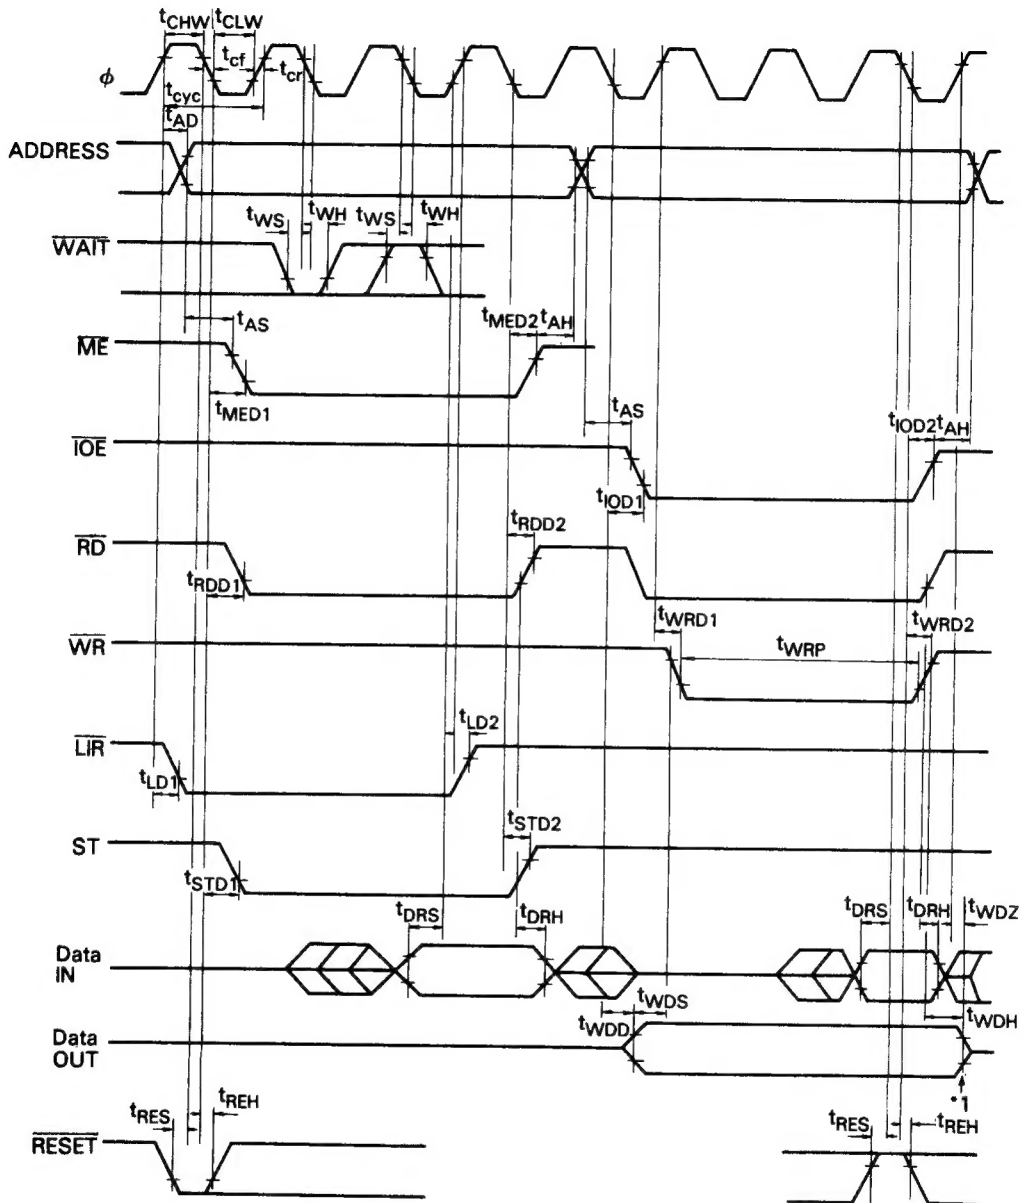 tCHW tCLW
tcf
φ tcr
tcyc
tAD
ADDRESS
tWS tWH tWS tWH
WAIT
tAS tMED2 tAH
ME
tMED1 tAS tIOD2 tAH
IOE
tIOD1
tRDD2
RD
tRDD1
tWRD1 tWRD2
WR tWRP
tLD2
LIR
tLD1
tSTD2
ST
tSTD1
tDRS tDRH tDRS tDRH tWDZ
Data
IN
tWDS tWDH
tWDD
Data
OUT
*1
tRES tREH tRES tREH
RESET